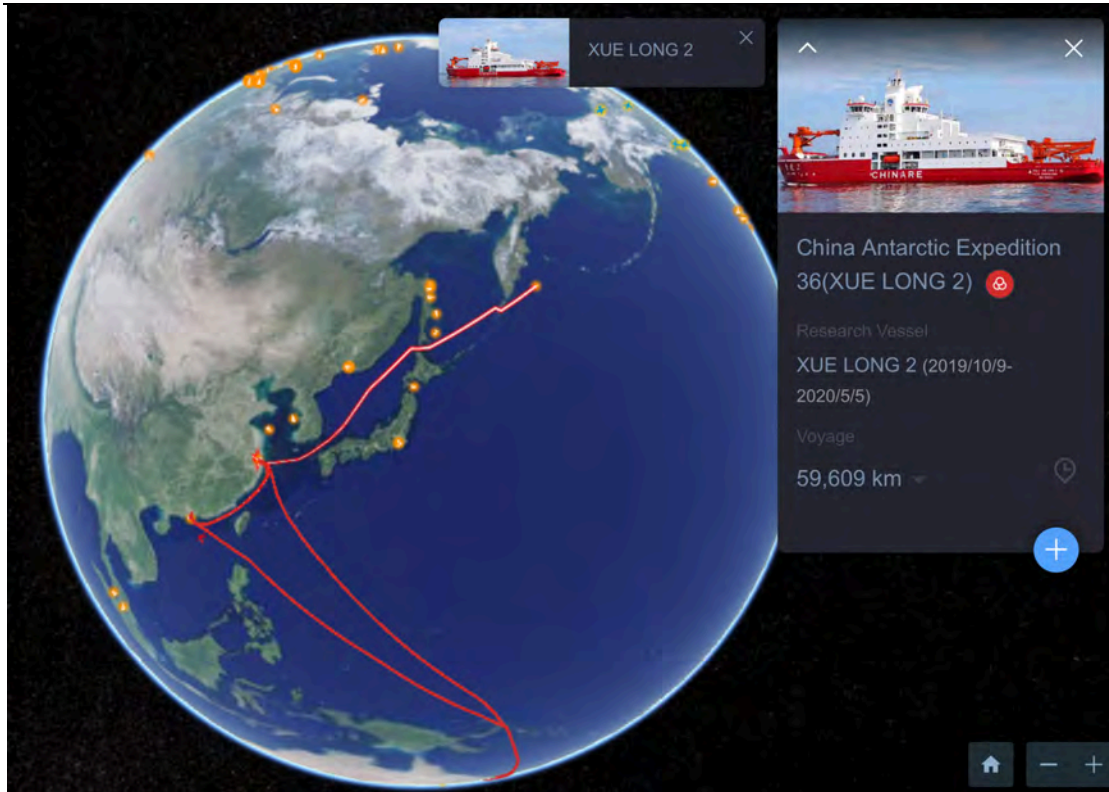 XUE LONG 2
CHINARE
China Antarctic Expedition
36(XUE LONG 2)
Research Vessel
XUE LONG 2 (2019/10/9-
2020/5/5)
Voyage
59,609 km